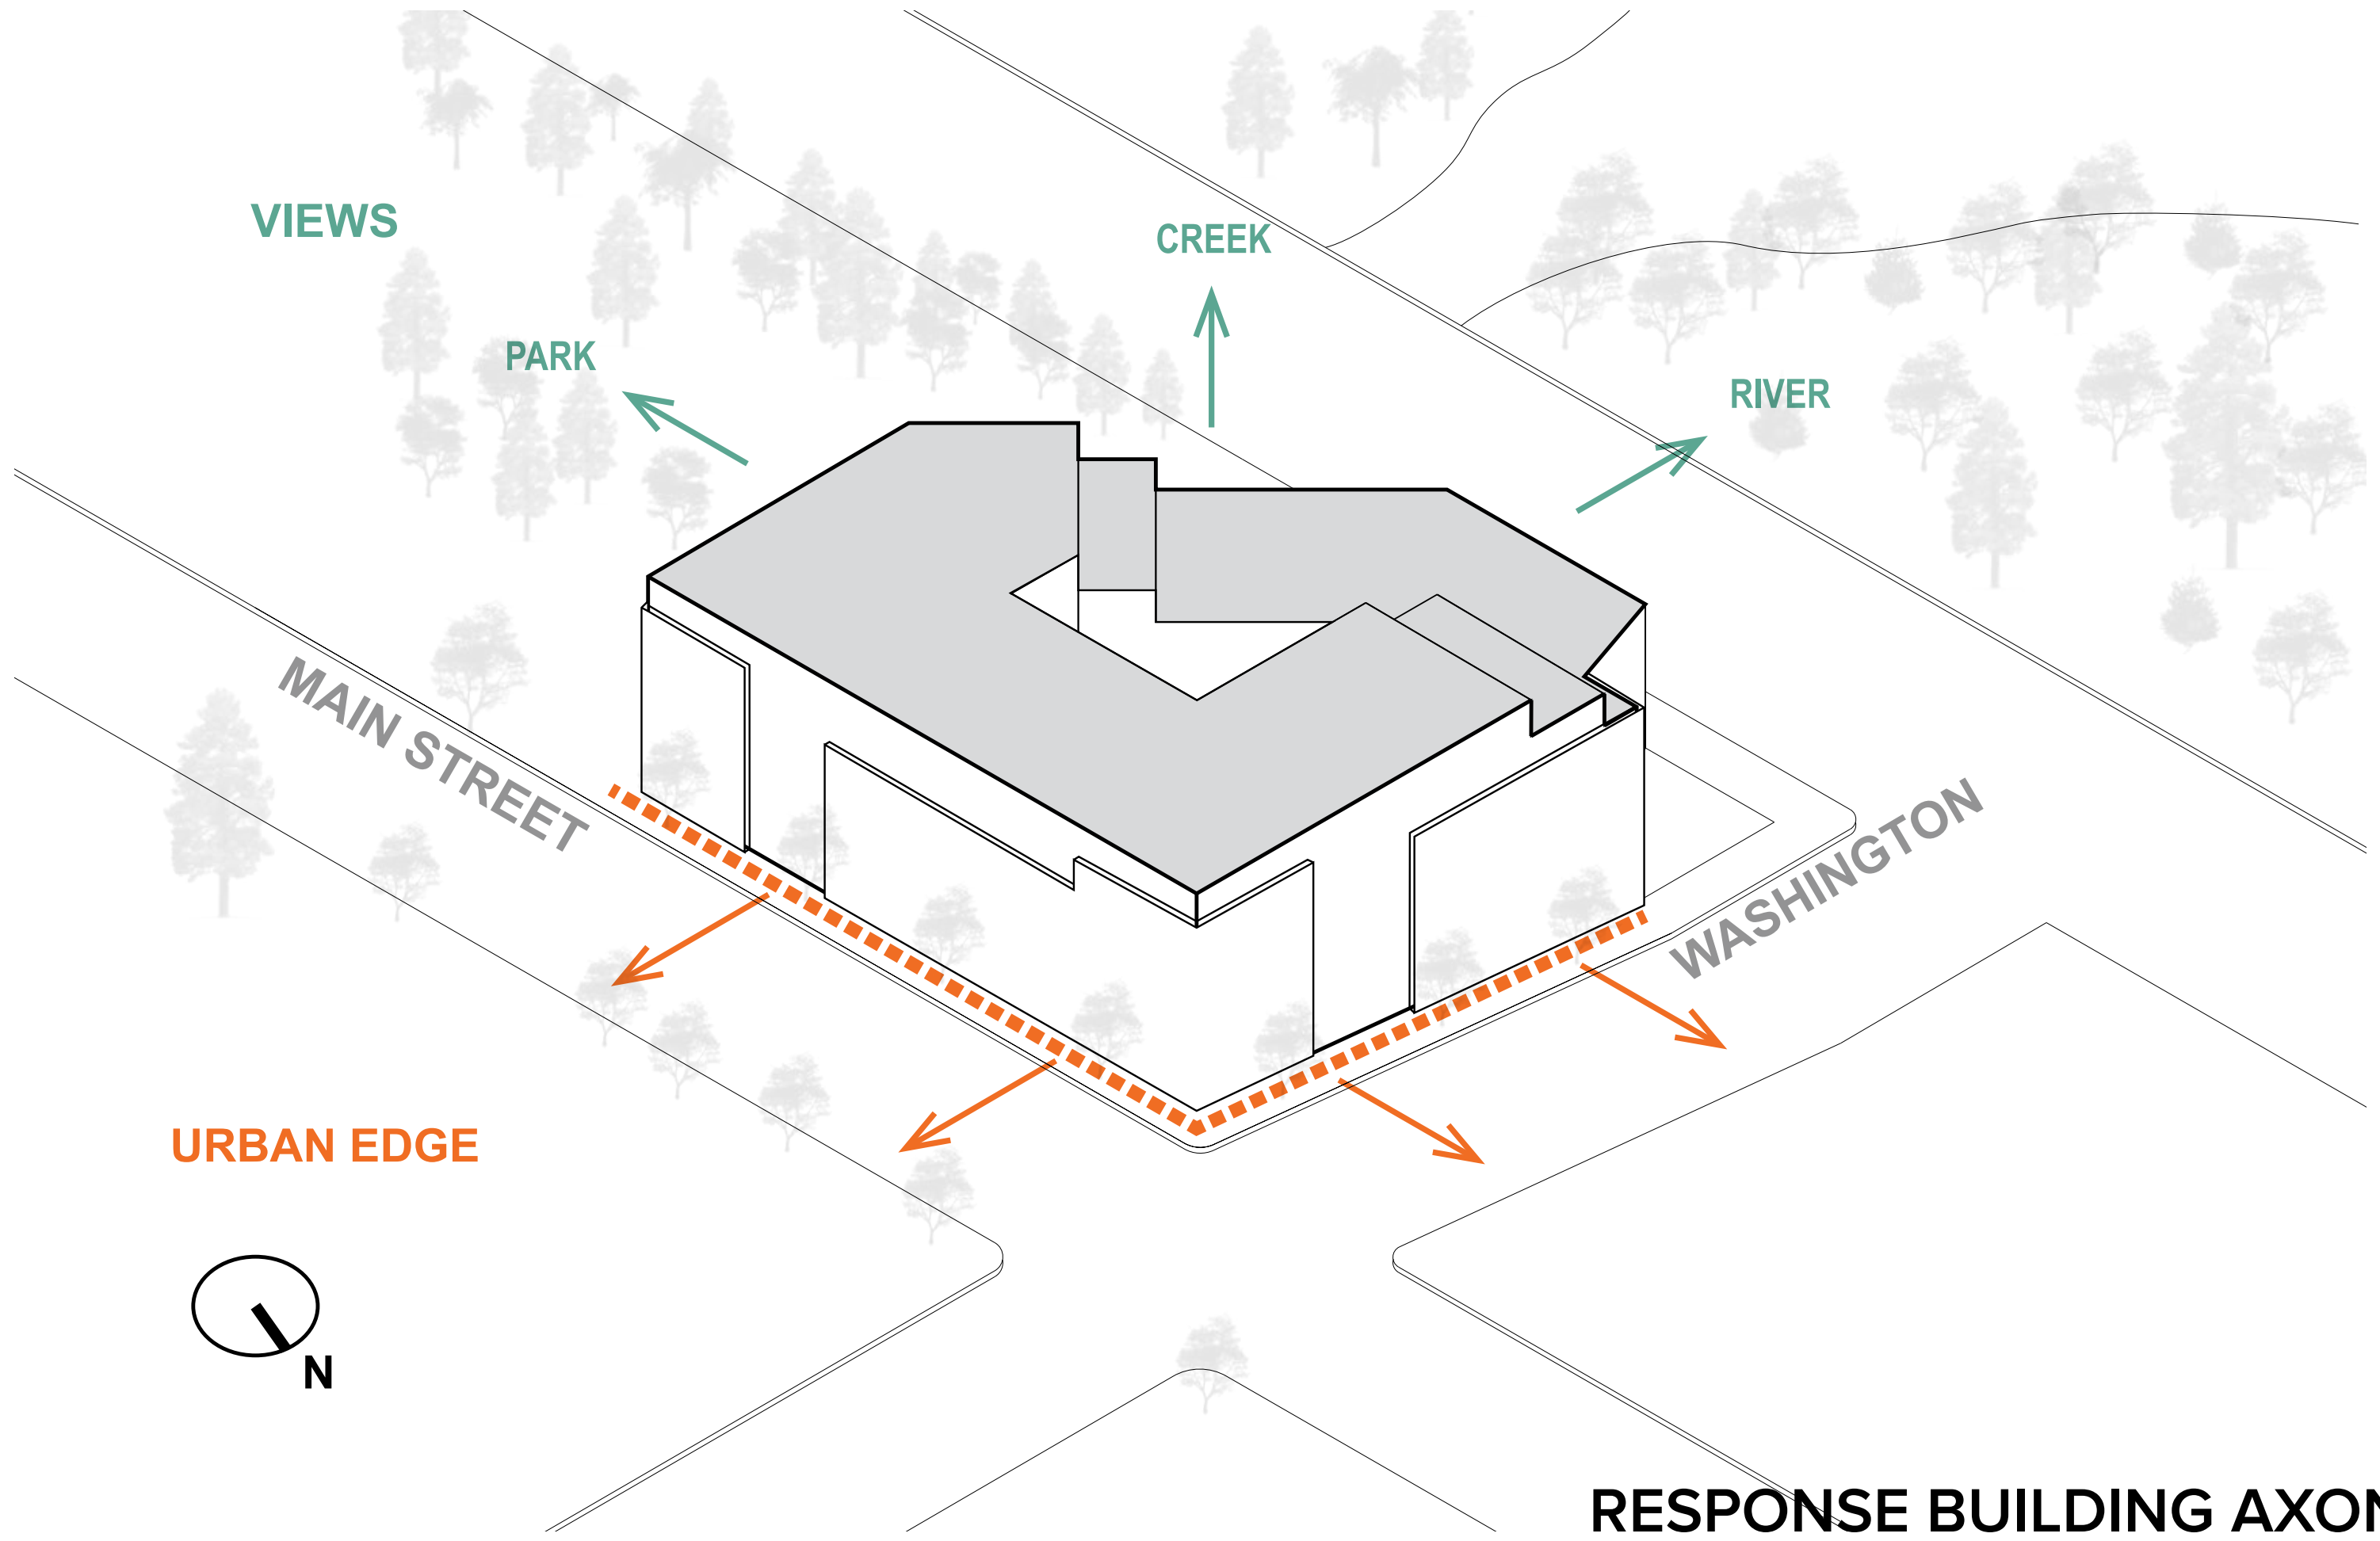 VIEWS
CREEK
PARK
RIVER
MAIN STREET
WASHINGTON
URBAN EDGE
N
RESPONSE BUILDING AXON